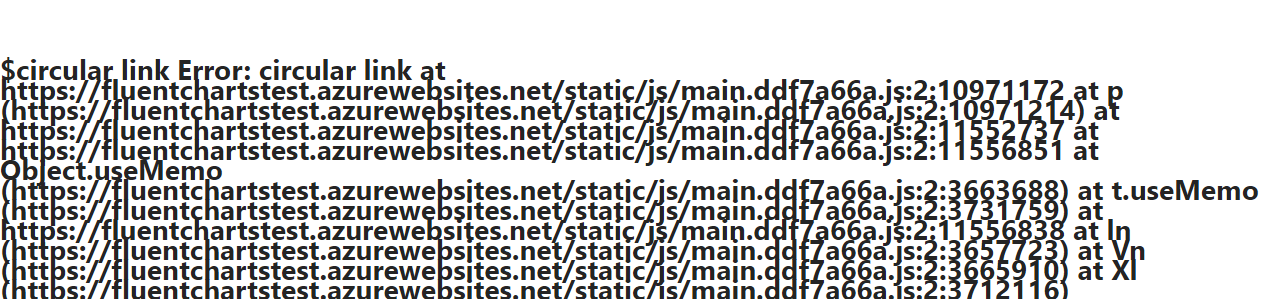 $circular link Error: circular link at
https://fluentchartstest.azurewebsites.net/static/js/main.ddf7a66a.js:2:10971172 at p
(https://fluentchartstest.azurewebsites.net/static/js/main.ddf7a66a.js:2:10971214) at
https://fluentchartstest.azurewebsites.net/static/js/main.ddf7a66a.js:2:11552737 at
https://fluentchartstest.azurewebsites.net/static/js/main.ddf7a66a.js:2:11556851 at
Object.useMemo
(https://fluentchartstest.azurewebsites.net/static/js/main.ddf7a66a.js:2:3663688) at t.useMemo
(https://fluentchartstest.azurewebsites.net/static/js/main.ddf7a66a.js:2:3731759) at
https://fluentchartstest.azurewebsites.net/static/js/main.ddf7a66a.js:2:11556838 at ln
(https://fluentchartstest.azurewebsites.net/static/js/main.ddf7a66a.js:2:3657723) at Vn
(https://fluentchartstest.azurewebsites.net/static/js/main.ddf7a66a.js:2:3665910) at Xl
(https://fluentchartstest.azurewebsites.net/static/js/main.ddf7a66a.js:2:3712116)